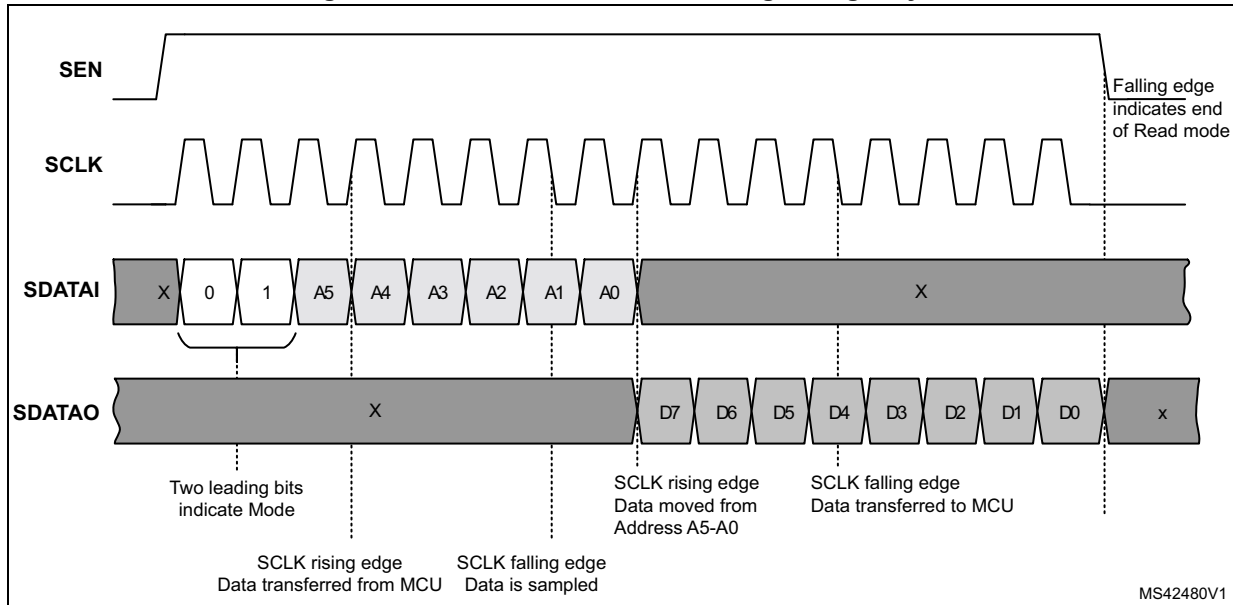 SEN
Falling edge
indicates end
of Read mode
SCLK
SDATAI
X 0 1 A5 A4 A3 A2 A1 A0 X
SDATAO
X D7 D6 D5 D4 D3 D2 D1 D0 x
Two leading bits
indicate Mode
SCLK rising edge
Data moved from
Address A5-A0
SCLK falling edge
Data transferred to MCU
SCLK rising edge
Data transferred from MCU
SCLK falling edge
Data is sampled
MS42480V1